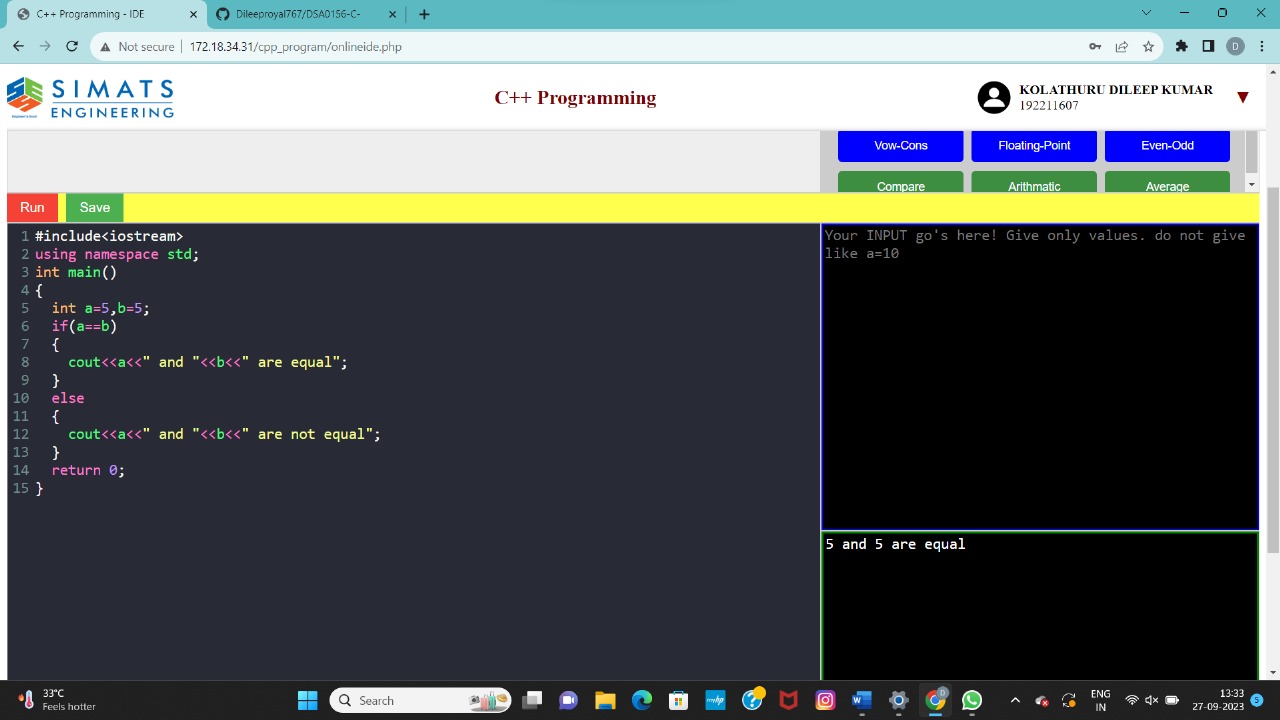 C++ Programming - IDE
Dileeproyal767/DSA0156-C-
Not secure
172.18.34.31/cpp_program/onlineide.php
D
SIMATS
ENGINEERING
C++ Programming
KOLATHURU DILEEP KUMAR
192211607
Vow-Cons
Floating-Point
Even-Odd
Compare
Arithmatic
Average
Run
Save
1 #include<iostream>
2 using namespace std;
3 int main()
4 {
5 int a=5,b=5;
6 if(a==b)
7 {
8 cout<<a<<" and "<<b<<" are equal";
9 }
10 else
11 {
12 cout<<a<<" and "<<b<<" are not equal";
13 }
14 return 0;
15 }
Your INPUT go's here! Give only values. do not give
like a=10
5 and 5 are equal
33°C
Feels hotter
Search
myhp
D
ENG
IN
13:33
27-09-2023
5